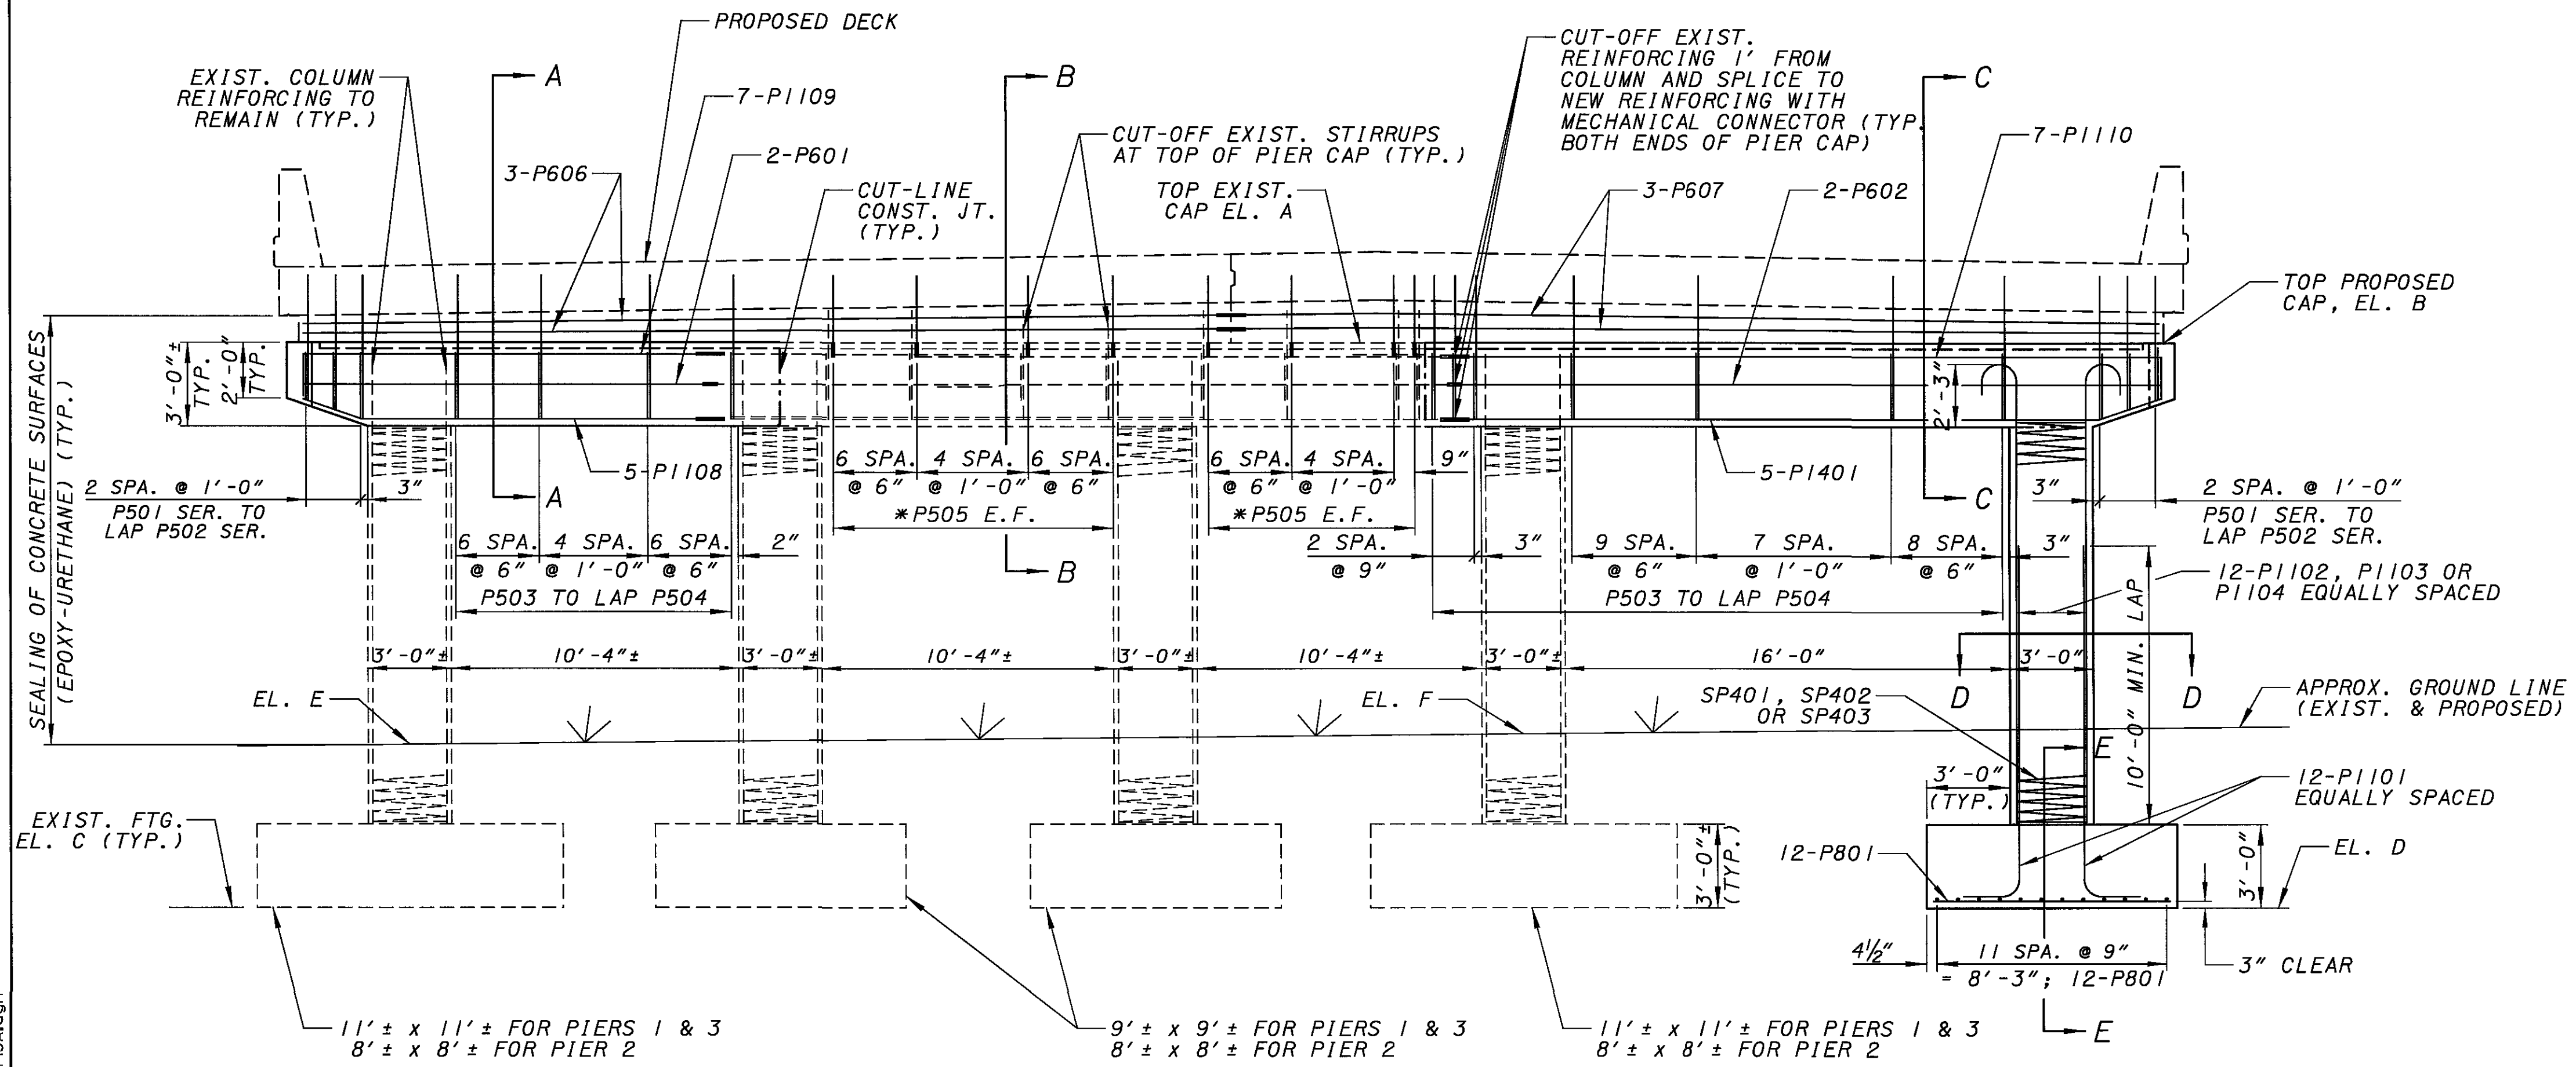 PROPOSED DECK
EXIST. COLUMN
REINFORCING TO
REMAIN (TYP.)
A
7-P1109
2-P601
3-P606
CUT-LINE
CONST. JT.
(TYP.)
B
CUT-OFF EXIST. STIRRUPS
AT TOP OF PIER CAP (TYP.)
TOP EXIST.
CAP EL. A
CUT-OFF EXIST.
REINFORCING 1' FROM
COLUMN AND SPLICE TO
NEW REINFORCING WITH
MECHANICAL CONNECTOR (TYP.
BOTH ENDS OF PIER CAP)
3-P607
2-P602
C
7-P1110
TOP PROPOSED
CAP, EL. B
SEALING OF CONCRETE SURFACES
(EPOXY-URETHANE) (TYP.)
3'-0"±
TYP.
2'-0"
TYP.
2'-3"
2 SPA. @ 1'-0"
P501 SER. TO
LAP P502 SER.
3"
A
5-P1108
6 SPA.
@ 6"
4 SPA.
@ 1'-0"
6 SPA.
@ 6"
2"
P503 TO LAP P504
6 SPA.
@ 6"
4 SPA.
@ 1'-0"
6 SPA.
@ 6"
*P505 E.F.
B
6 SPA.
@ 6"
4 SPA.
@ 1'-0"
9"
*P505 E.F.
5-P1401
C
2 SPA.
@ 9"
3"
9 SPA.
@ 6"
7 SPA.
@ 1'-0"
8 SPA.
@ 6"
3"
P503 TO LAP P504
3"
2 SPA. @ 1'-0"
P501 SER. TO
LAP P502 SER.
12-P1102, P1103 OR
P1104 EQUALLY SPACED
10'-0" MIN. LAP
3'-0"±
10'-4"±
3'-0"±
10'-4"±
3'-0"±
10'-4"±
3'-0"±
16'-0"
3'-0"
D
D
EL. E
EL. F
SP401, SP402
OR SP403
APPROX. GROUND LINE
(EXIST. & PROPOSED)
E
3'-0"
(TYP.)
12-P1101
EQUALLY SPACED
EXIST. FTG.
EL. C (TYP.)
3'-0"±
(TYP.)
12-P801
3'-0"
EL. D
4½"
11 SPA. @ 9"
= 8'-3"; 12-P801
3" CLEAR
E
11'± x 11'± FOR PIERS 1 & 3
8'± x 8'± FOR PIER 2
9'± x 9'± FOR PIERS 1 & 3
8'± x 8'± FOR PIER 2
11'± x 11'± FOR PIERS 1 & 3
8'± x 8'± FOR PIER 2